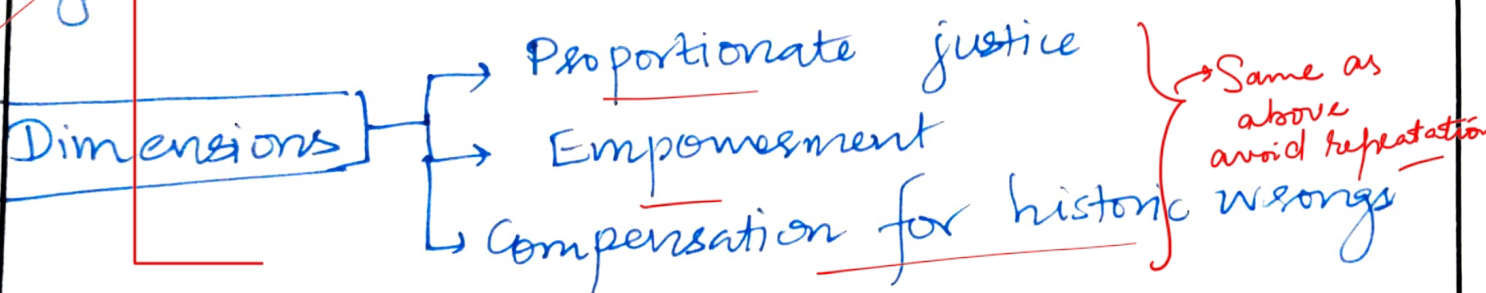 Proportionate justice
Same as
above
avoid repeatation
Dimensions
Empowerment
Compensation for historic wrongs